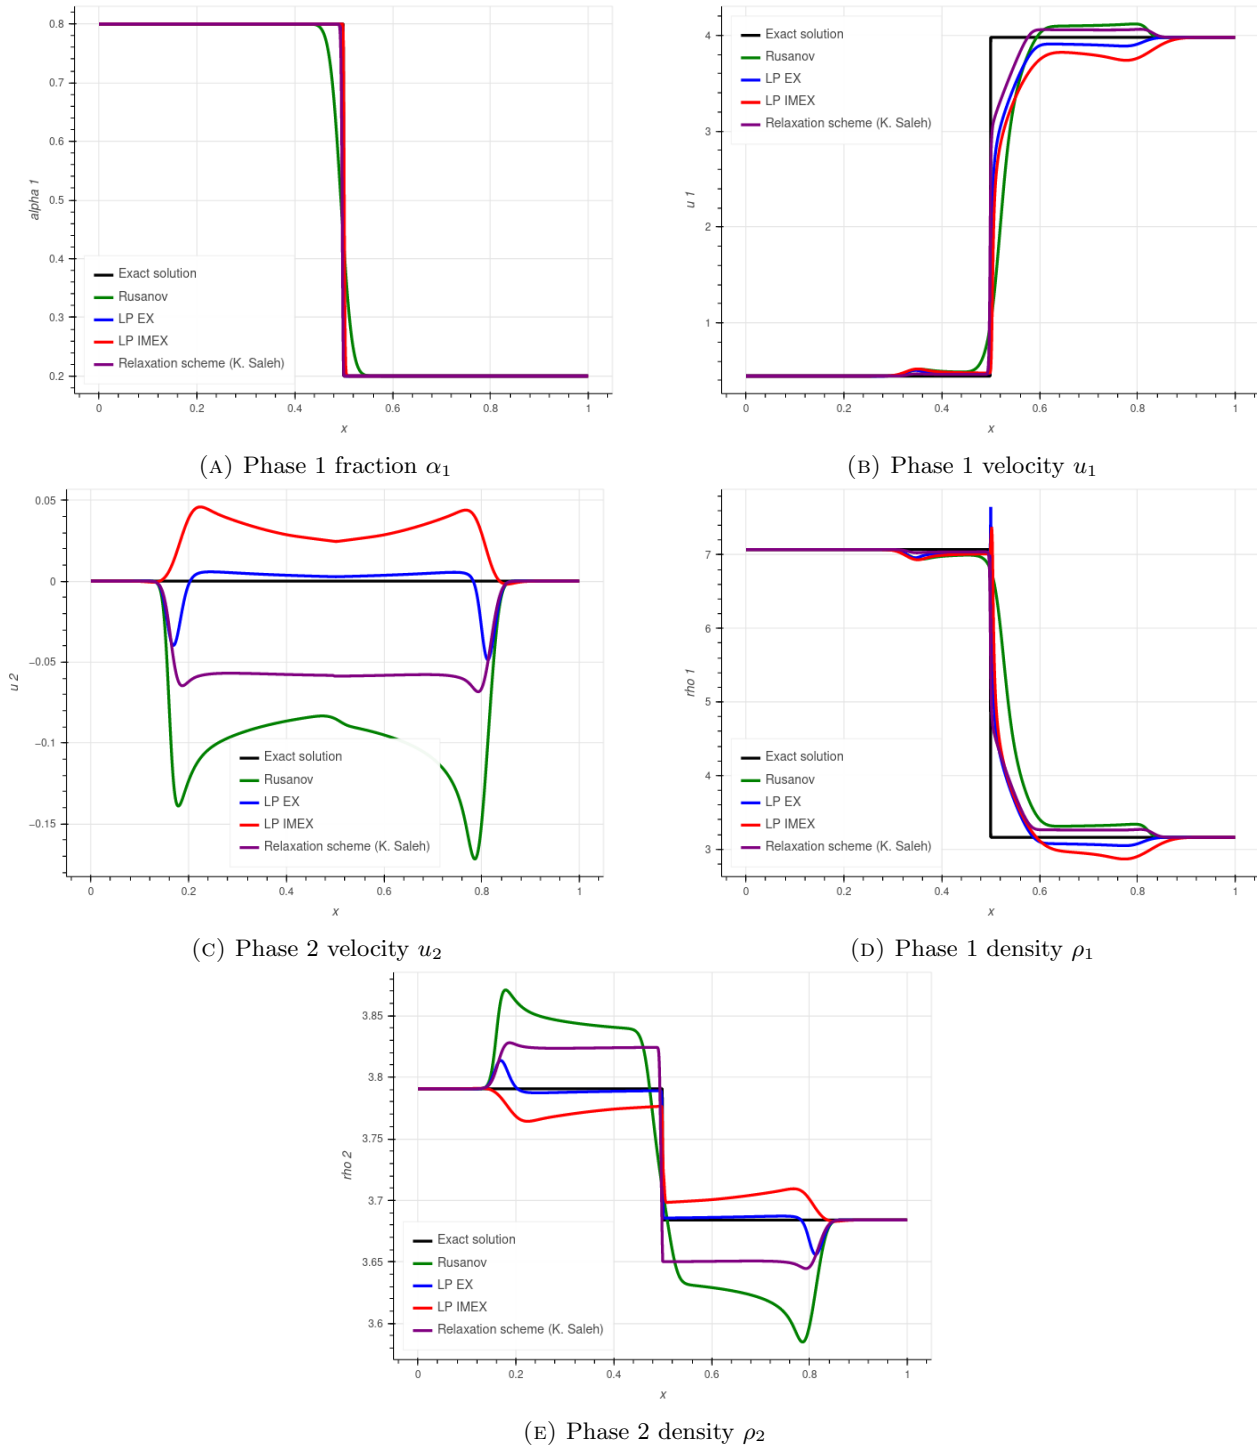 0.8
0.7
0.6
0.5
0.4
0.3
0.2
alpha 1
Exact solution
Rusanov
LP EX
LP IMEX
Relaxation scheme (K. Saleh)
0
0.2
0.4
0.6
0.8
1
x
(A) Phase 1 fraction α₁
4
3
2
1
u 1
Exact solution
Rusanov
LP EX
LP IMEX
Relaxation scheme (K. Saleh)
0
0.2
0.4
0.6
0.8
1
x
(B) Phase 1 velocity u₁
0.05
0
−0.05
−0.1
−0.15
u 2
Exact solution
Rusanov
LP EX
LP IMEX
Relaxation scheme (K. Saleh)
0
0.2
0.4
0.6
0.8
1
x
(C) Phase 2 velocity u₂
7
6
5
4
3
rho 1
Exact solution
Rusanov
LP EX
LP IMEX
Relaxation scheme (K. Saleh)
0
0.2
0.4
0.6
0.8
1
x
(D) Phase 1 density ρ₁
3.85
3.8
3.75
3.7
3.65
3.6
rho 2
Exact solution
Rusanov
LP EX
LP IMEX
Relaxation scheme (K. Saleh)
0
0.2
0.4
0.6
0.8
1
x
(E) Phase 2 density ρ₂